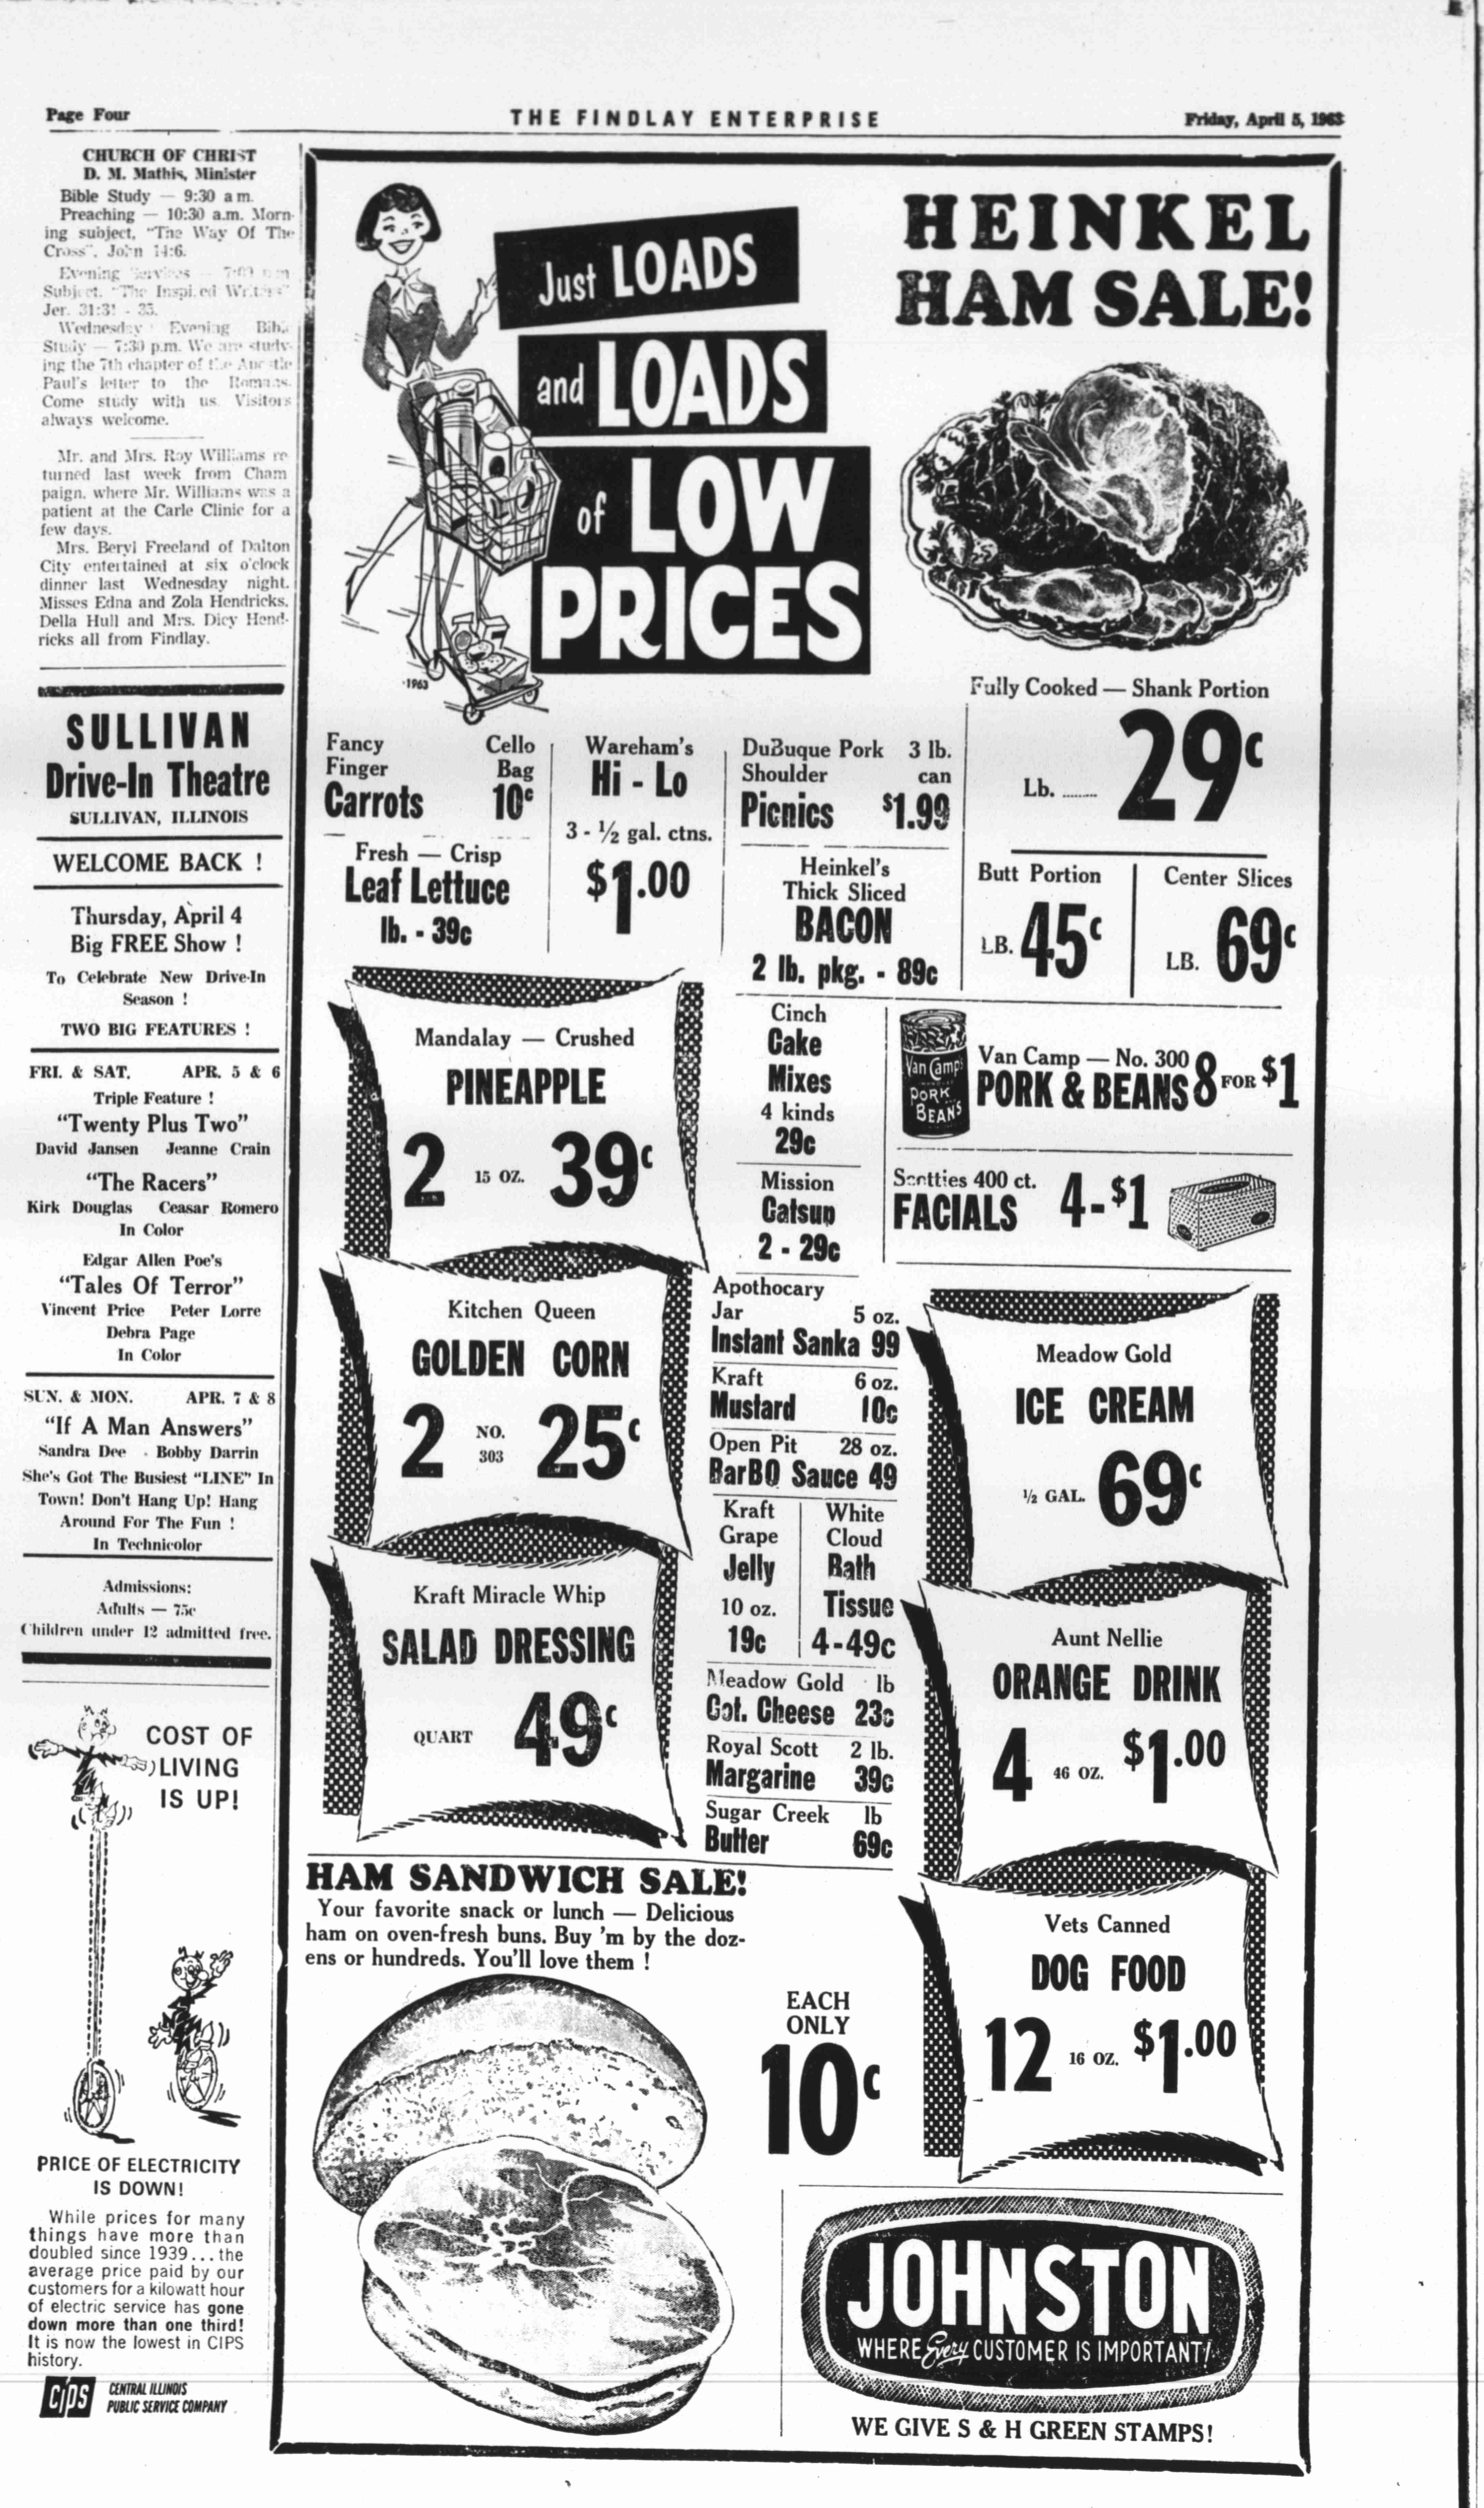 Page Four
THE FINDLAY ENTERPRISE
Friday, April 5, 1963
CHURCH OF CHRIST
D. M. Mathis, Minister
Bible Study — 9:30 a m.
Preaching — 10:30 a.m. Morn-
ing subject, "The Way Of The
Cross". John 14:6.
Evening Services — 7:00 p.m
Subject. "The Inspired Writers"
Jer. 31:31 - 35.
Wednesday Evening Bible
Study — 7:30 p.m. We are study-
ing the 7th chapter of the Apostle
Paul's letter to the Romans.
Come study with us. Visitors
always welcome.
Mr. and Mrs. Roy Williams re-
turned last week from Cham
paign, where Mr. Williams was a
patient at the Carle Clinic for a
few days.
Mrs. Beryl Freeland of Dalton
City entertained at six o'clock
dinner last Wednesday night.
Misses Edna and Zola Hendricks,
Della Hull and Mrs. Dicy Hend-
ricks all from Findlay.
SULLIVAN
Drive-In Theatre
SULLIVAN, ILLINOIS
WELCOME BACK !
Thursday, April 4
Big FREE Show !
To Celebrate New Drive-In
Season !
TWO BIG FEATURES !
FRI. & SAT. APR. 5 & 6
Triple Feature !
"Twenty Plus Two"
David Jansen Jeanne Crain
"The Racers"
Kirk Douglas Ceasar Romero
In Color
Edgar Allen Poe's
"Tales Of Terror"
Vincent Price Peter Lorre
Debra Page
In Color
SUN. & MON. APR. 7 & 8
"If A Man Answers"
Sandra Dee - Bobby Darrin
She's Got The Busiest "LINE" In
Town! Don't Hang Up! Hang
Around For The Fun !
In Technicolor
Admissions:
Adults — 75c
Children under 12 admitted free.
COST OF
LIVING
IS UP!
PRICE OF ELECTRICITY
IS DOWN!
While prices for many
things have more than
doubled since 1939...the
average price paid by our
customers for a kilowatt hour
of electric service has gone
down more than one third!
It is now the lowest in CIPS
history.
CIPS
CENTRAL ILLINOIS
PUBLIC SERVICE COMPANY
Just LOADS
and LOADS
of LOW
PRICES
1963
HEINKEL
HAM SALE!
Fully Cooked — Shank Portion
Lb. ........ 29c
Butt Portion
LB. 45c
Center Slices
LB. 69c
Fancy Cello
Finger Bag
Carrots 10c
Fresh — Crisp
Leaf Lettuce
lb. - 39c
Wareham's
Hi - Lo
3 - ½ gal. ctns.
$1.00
DuBuque Pork 3 lb.
Shoulder can
Picnics $1.99
Heinkel's
Thick Sliced
BACON
2 lb. pkg. - 89c
Mandalay — Crushed
PINEAPPLE
2 15 OZ. 39c
Cinch
Cake
Mixes
4 kinds
29c
Mission
Catsup
2 - 29c
Van Camp's
PORK
BEANS
Van Camp — No. 300
PORK & BEANS 8 FOR $1
Scotties 400 ct.
FACIALS 4-$1
Kitchen Queen
GOLDEN CORN
2 NO. 303 25c
Apothocary
Jar 5 oz.
Instant Sanka 99
Kraft 6 oz.
Mustard 10c
Open Pit 28 oz.
BarBQ Sauce 49
Kraft
Grape
Jelly
10 oz.
19c
White
Cloud
Bath
Tissue
4-49c
Meadow Gold lb
Cot. Cheese 23c
Royal Scott 2 lb.
Margarine 39c
Sugar Creek lb
Butter 69c
Meadow Gold
ICE CREAM
½ GAL. 69c
Kraft Miracle Whip
SALAD DRESSING
QUART 49c
Aunt Nellie
ORANGE DRINK
4 46 OZ. $1.00
Vets Canned
DOG FOOD
12 16 OZ. $1.00
HAM SANDWICH SALE!
Your favorite snack or lunch — Delicious
ham on oven-fresh buns. Buy 'm by the doz-
ens or hundreds. You'll love them !
EACH
ONLY
10c
JOHNSTON
WHERE Every CUSTOMER IS IMPORTANT!
WE GIVE S & H GREEN STAMPS!